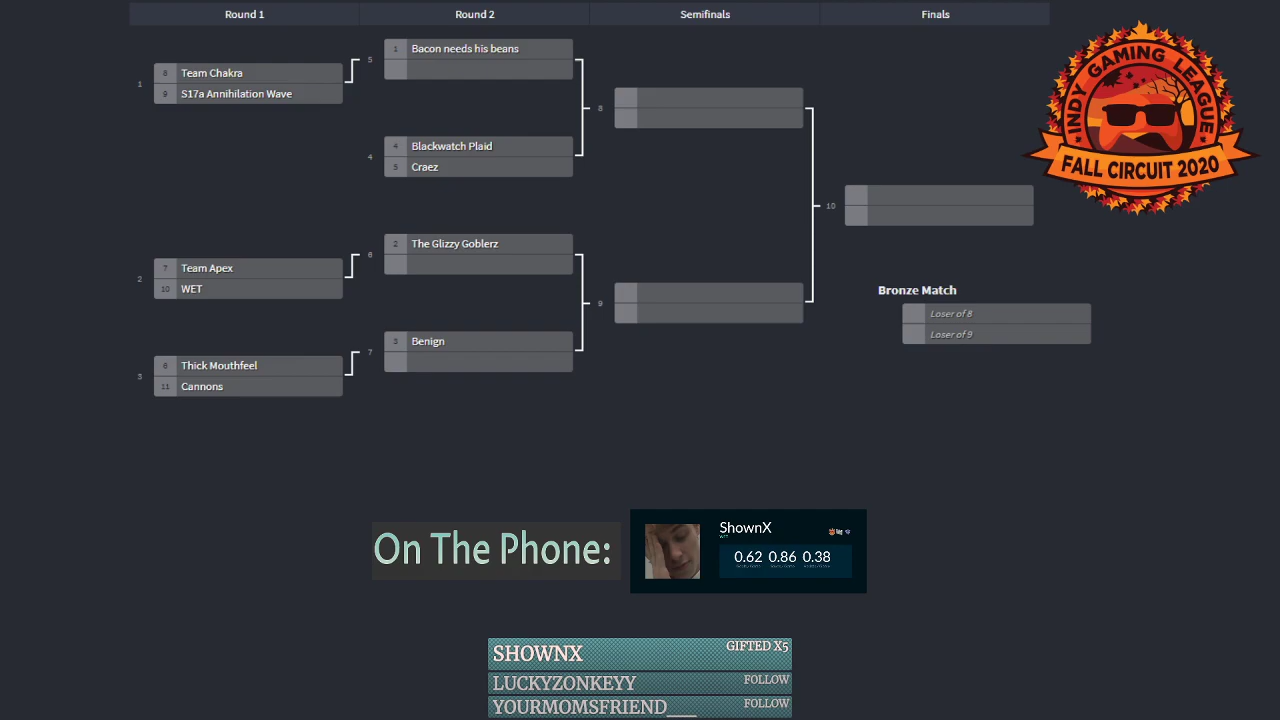 Round 1
Round 2
Semifinals
Finals
1
8 Team Chakra
9 S17a Annihilation Wave
5
1 Bacon needs his beans
4
4 Blackwatch Plaid
5 Craez
8
10
2
7 Team Apex
10 WET
6
2 The Glizzy Goblerz
9
3
6 Thick Mouthfeel
11 Cannons
7
3 Benign
Bronze Match
Loser of 8
Loser of 9
INDY GAMING LEAGUE
FALL CIRCUIT 2020
On The Phone:
ShownX
WET
0.62 0.86 0.38
SHOWNX GIFTED X5
LUCKYZONKEYY FOLLOW
YOURMOMSFRIEND___ FOLLOW